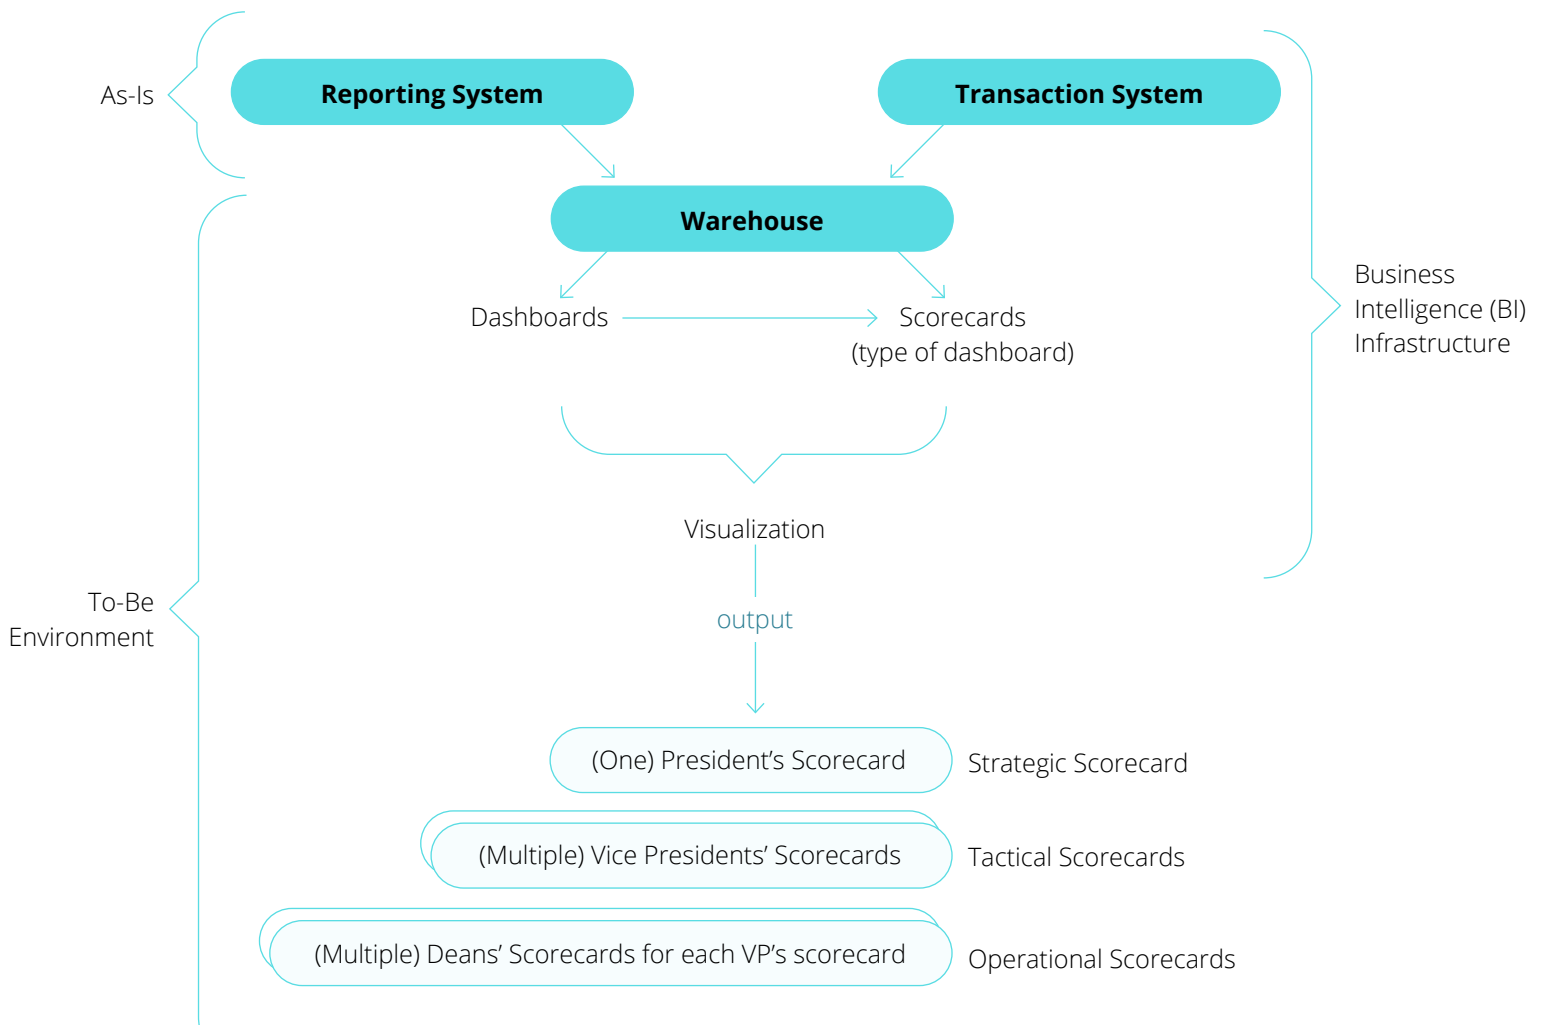 As-Is
Reporting System
Transaction System
Warehouse
Dashboards
Scorecards
(type of dashboard)
Business
Intelligence (BI)
Infrastructure
Visualization
To-Be
Environment
output
(One) President’s Scorecard
Strategic Scorecard
(Multiple) Vice Presidents’ Scorecards
Tactical Scorecards
(Multiple) Deans’ Scorecards for each VP’s scorecard
Operational Scorecards